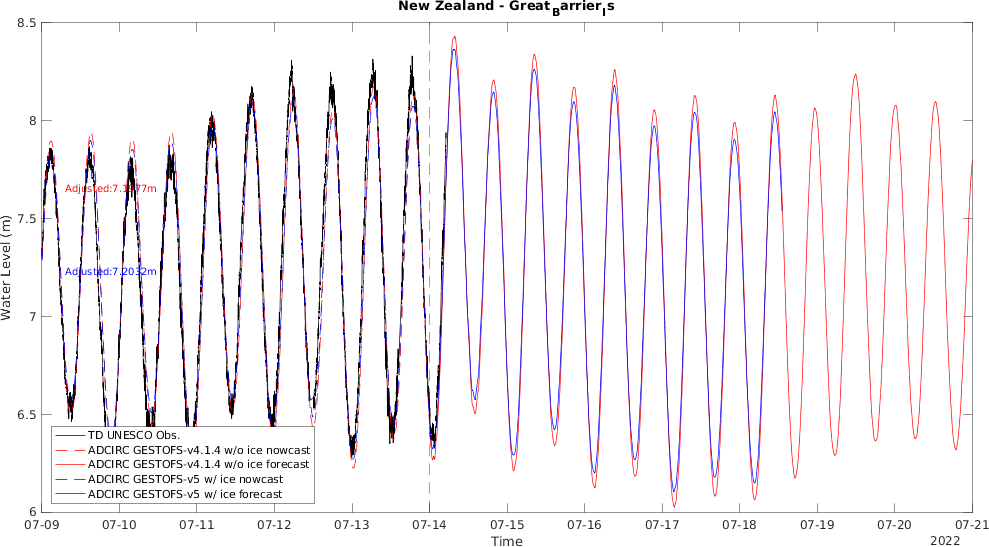 New Zealand - GreatBarrierIs
8.5
8
7.5
7
6.5
6
Water Level (m)
Adjusted:7.2032m
TD UNESCO Obs.
ADCIRC GESTOFS-v4.1.4 w/o ice nowcast
ADCIRC GESTOFS-v4.1.4 w/o ice forecast
ADCIRC GESTOFS-v5 w/ ice nowcast
ADCIRC GESTOFS-v5 w/ ice forecast
07-09 07-10 07-11 07-12 07-13 07-14 07-15 07-16 07-17 07-18 07-19 07-20 07-21
Time
2022